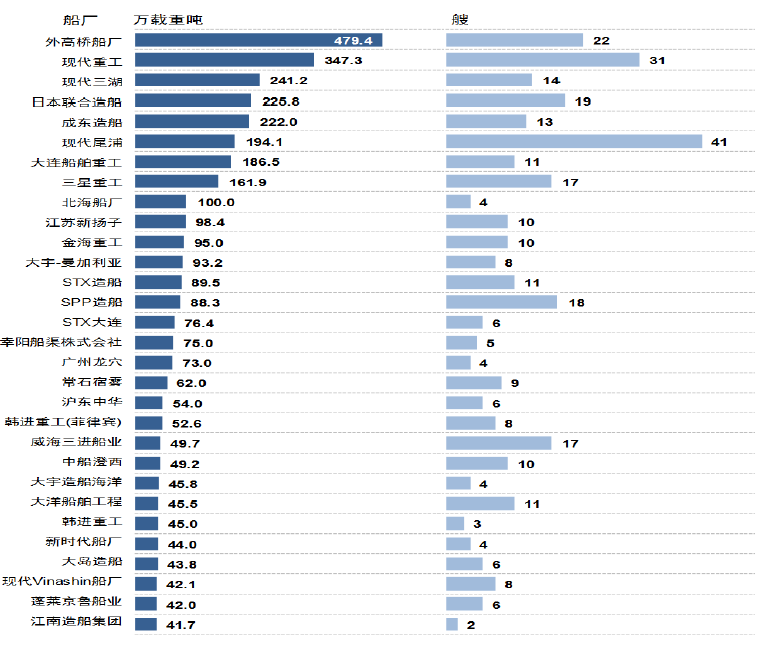 船厂 万载重吨 艘
外高桥船厂 479.4 22
现代重工 347.3 31
现代三湖 241.2 14
日本联合造船 225.8 19
成东造船 222.0 13
现代尾浦 194.1 41
大连船舶重工 186.5 11
三星重工 161.9 17
北海船厂 100.0 4
江苏新扬子 98.4 10
金海重工 95.0 10
大宇-曼加利亚 93.2 8
STX造船 89.5 11
SPP造船 88.3 18
STX大连 76.4 6
幸阳船渠株式会社 75.0 5
广州龙穴 73.0 4
常石宿雾 62.0 9
沪东中华 54.0 6
韩进重工(菲律宾) 52.6 8
威海三进船业 49.7 17
中船澄西 49.2 10
大宇造船海洋 45.8 4
大洋船舶工程 45.5 11
韩进重工 45.0 3
新时代船厂 44.0 4
大岛造船 43.8 6
现代Vinashin船厂 42.1 8
蓬莱京鲁船业 42.0 6
江南造船集团 41.7 2